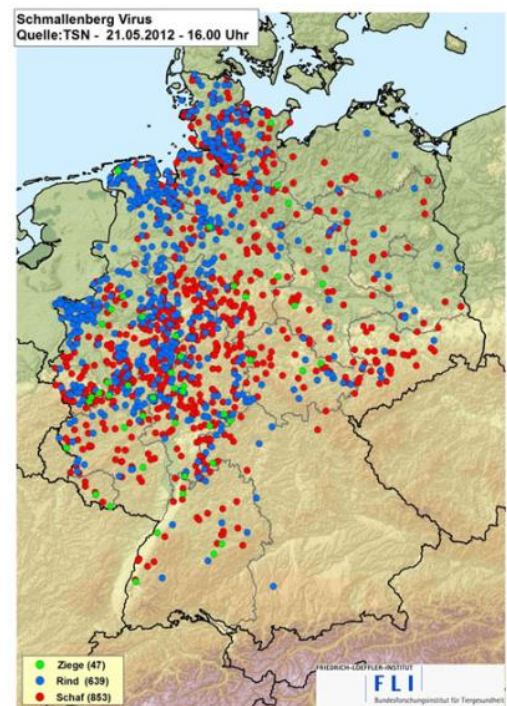 Schmallenberg Virus
Quelle:TSN - 21.05.2012 - 16.00 Uhr
Ziege (47)
Rind (639)
Schaf (853)
FRIEDRICH-LOEFFLER-INSTITUT
FLI
Bundesforschungsinstitut für Tiergesundheit